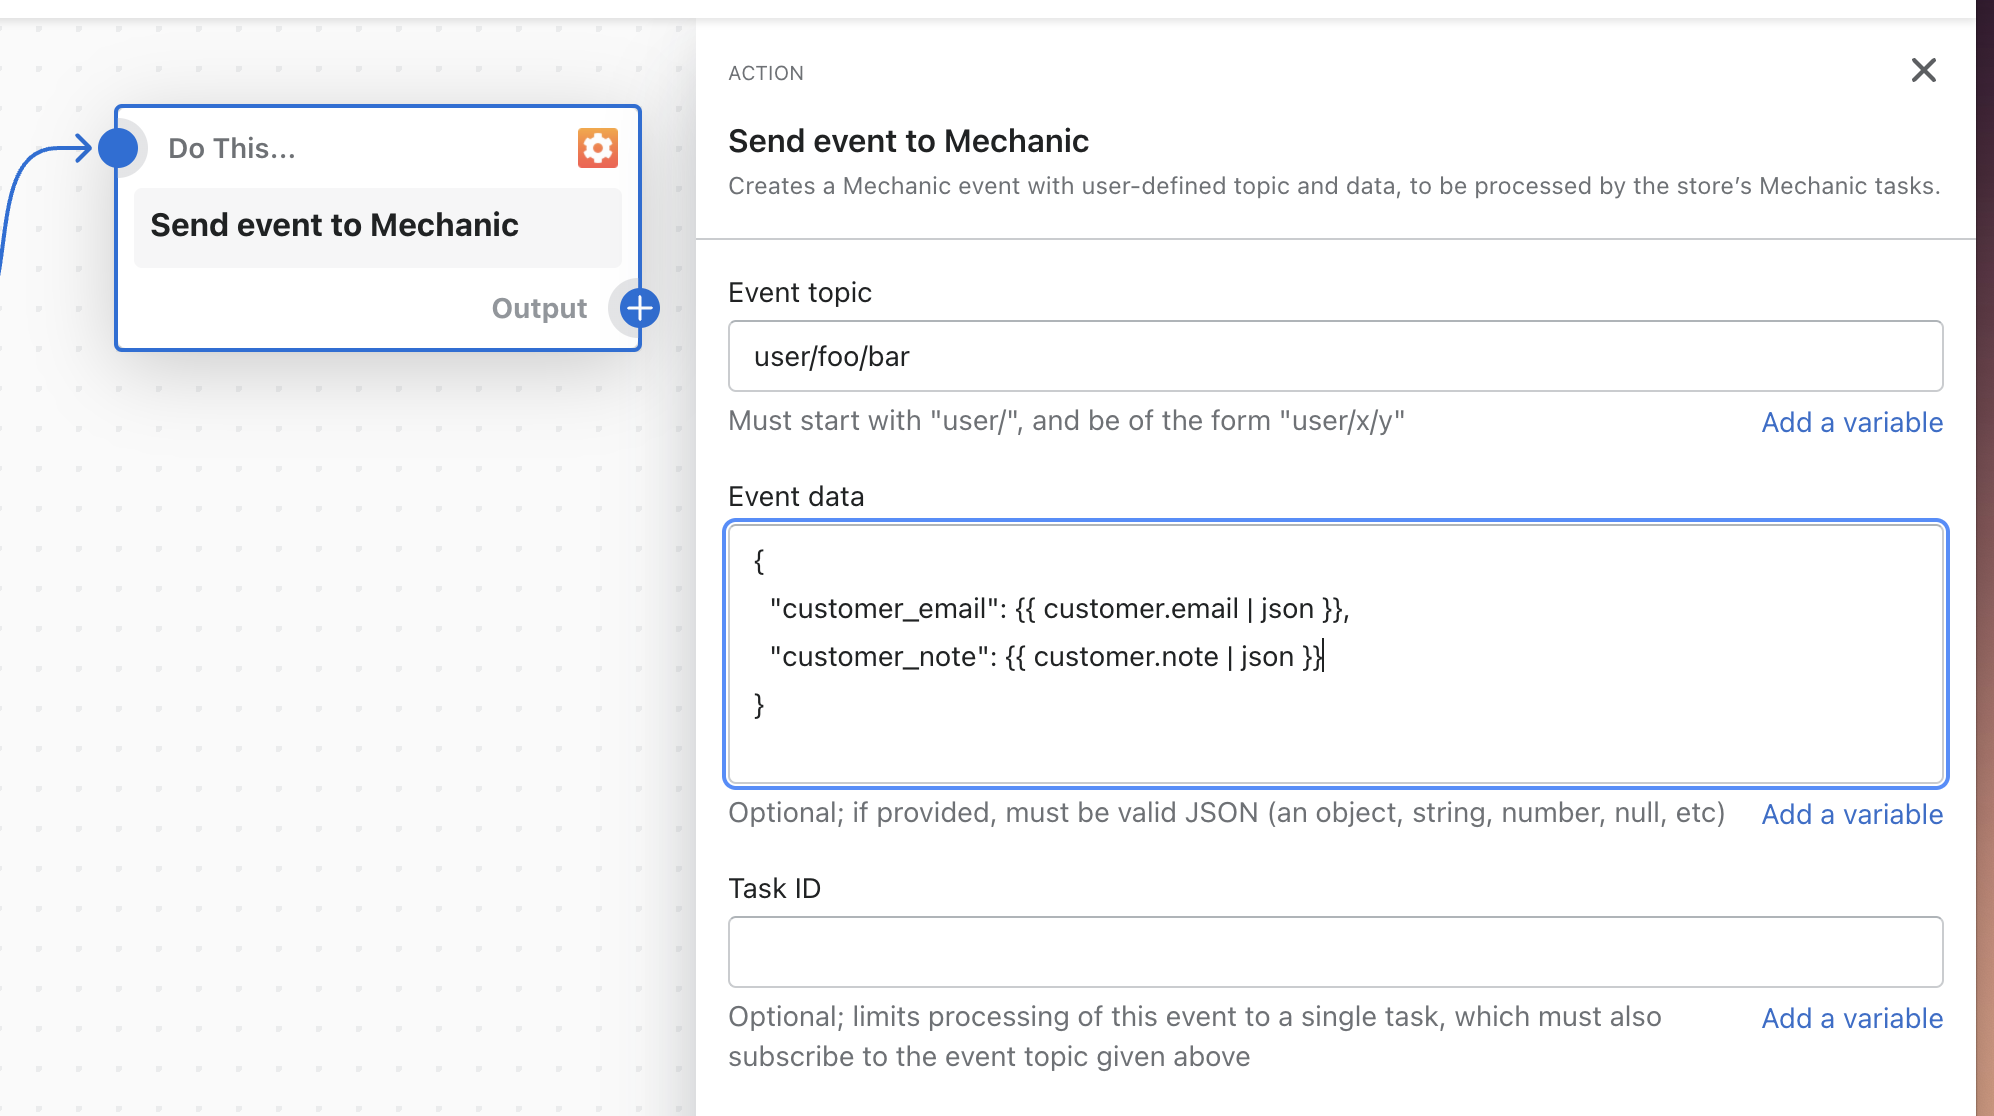 Do This...
Send event to Mechanic
Output
ACTION
Send event to Mechanic
Creates a Mechanic event with user-defined topic and data, to be processed by the store’s Mechanic tasks.
Event topic
user/foo/bar
Must start with "user/", and be of the form "user/x/y"
Add a variable
Event data
{
"customer_email": {{ customer.email | json }},
"customer_note": {{ customer.note | json }}
}
Optional; if provided, must be valid JSON (an object, string, number, null, etc)
Add a variable
Task ID
Optional; limits processing of this event to a single task, which must also
subscribe to the event topic given above
Add a variable